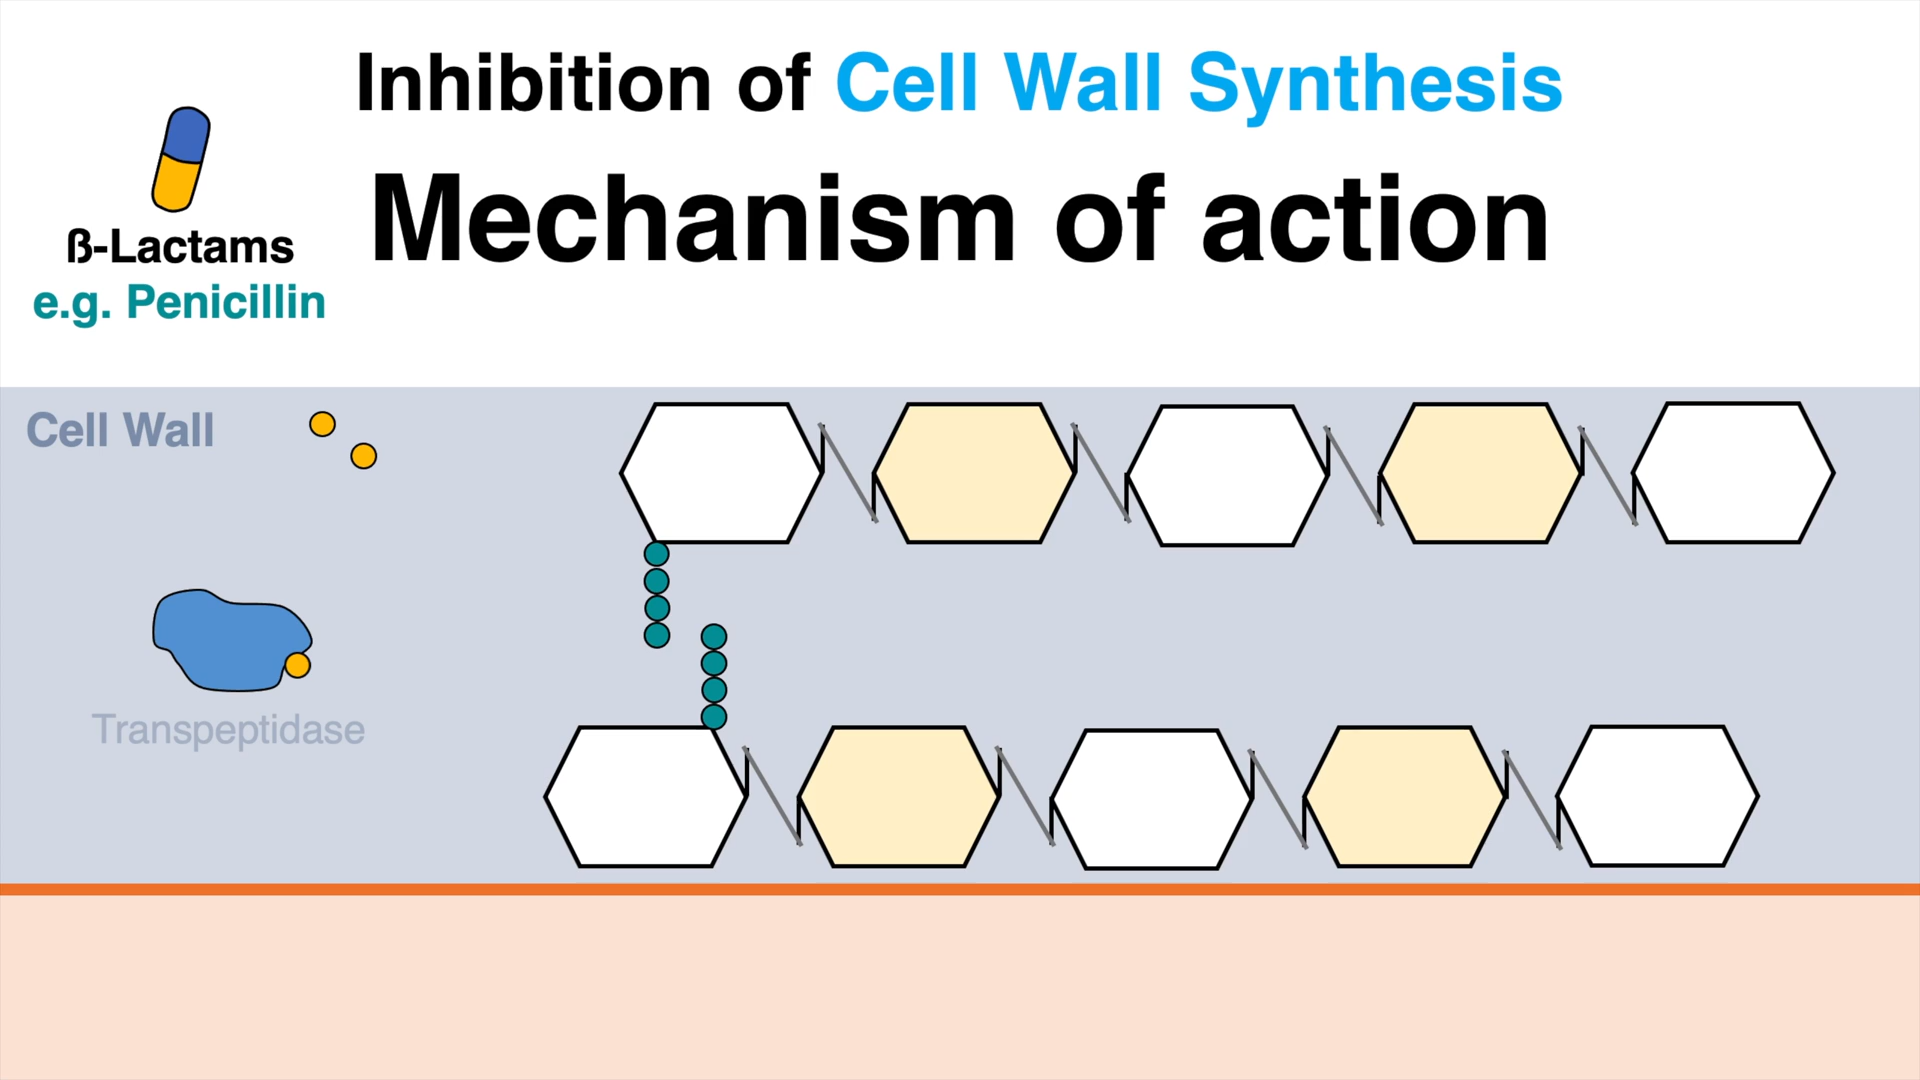 Inhibition of Cell Wall Synthesis
Mechanism of action
ß-Lactams
e.g. Penicillin
Cell Wall
Transpeptidase